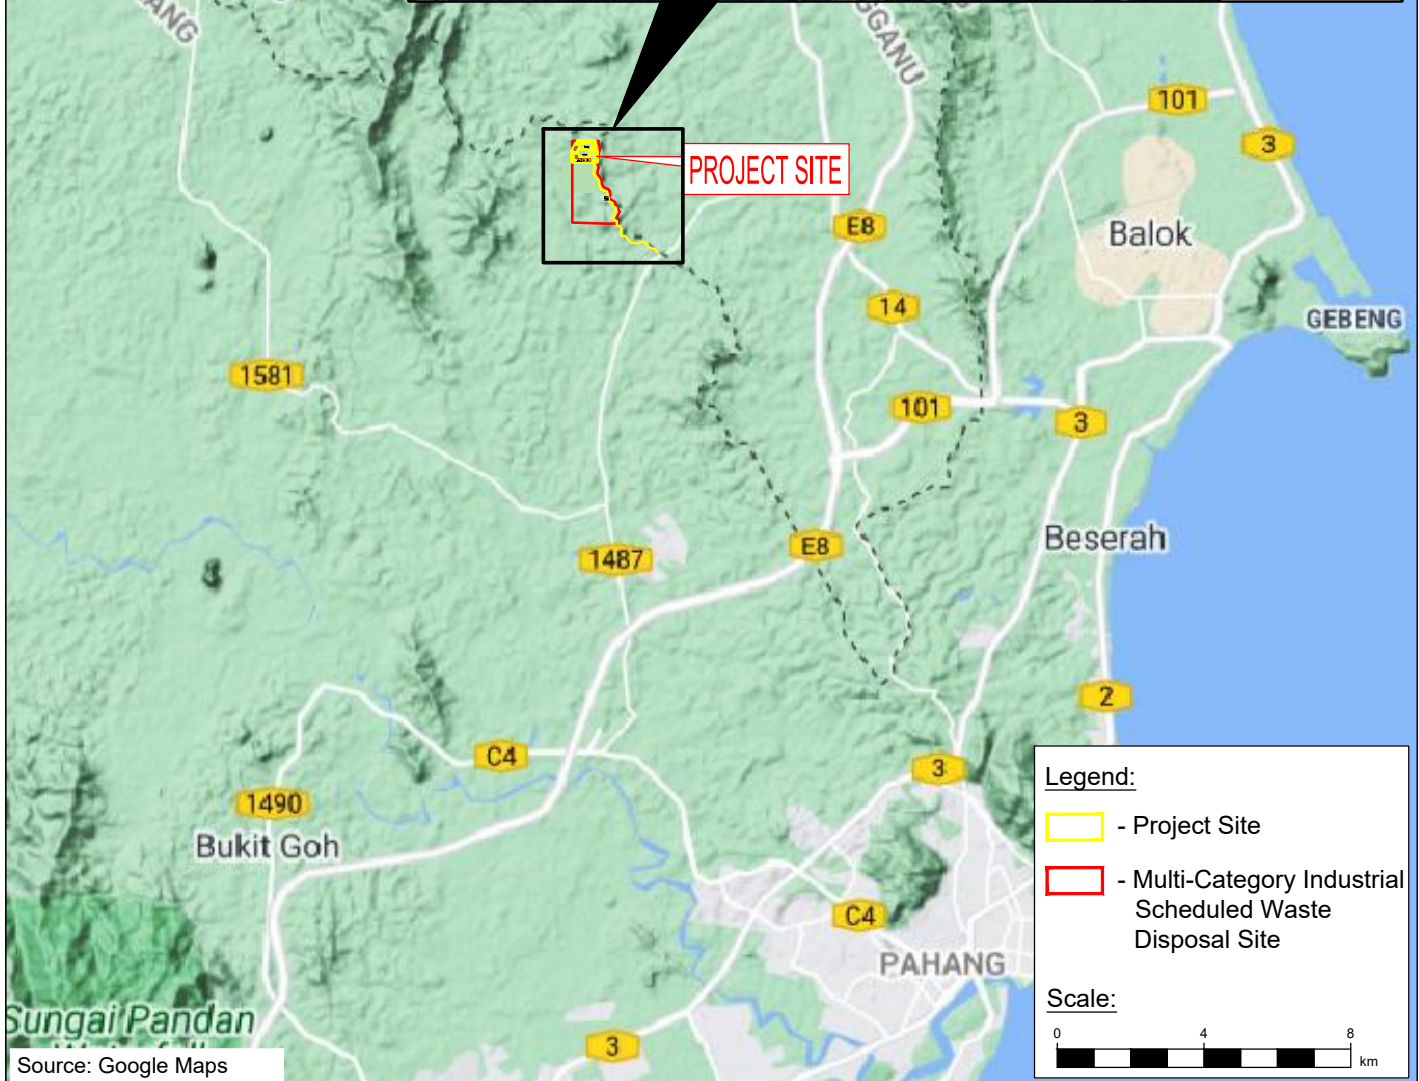 101
3
PROJECT SITE
E8
Balok
14
GEBENG
1581
101
3
Beserah
E8
1487
2
C4
3
1490
Bukit Goh
C4
PAHANG
Sungai Pandan
3
Legend:
- Project Site
- Multi-Category Industrial
Scheduled Waste
Disposal Site
Scale:
0 4 8
km
Source: Google Maps